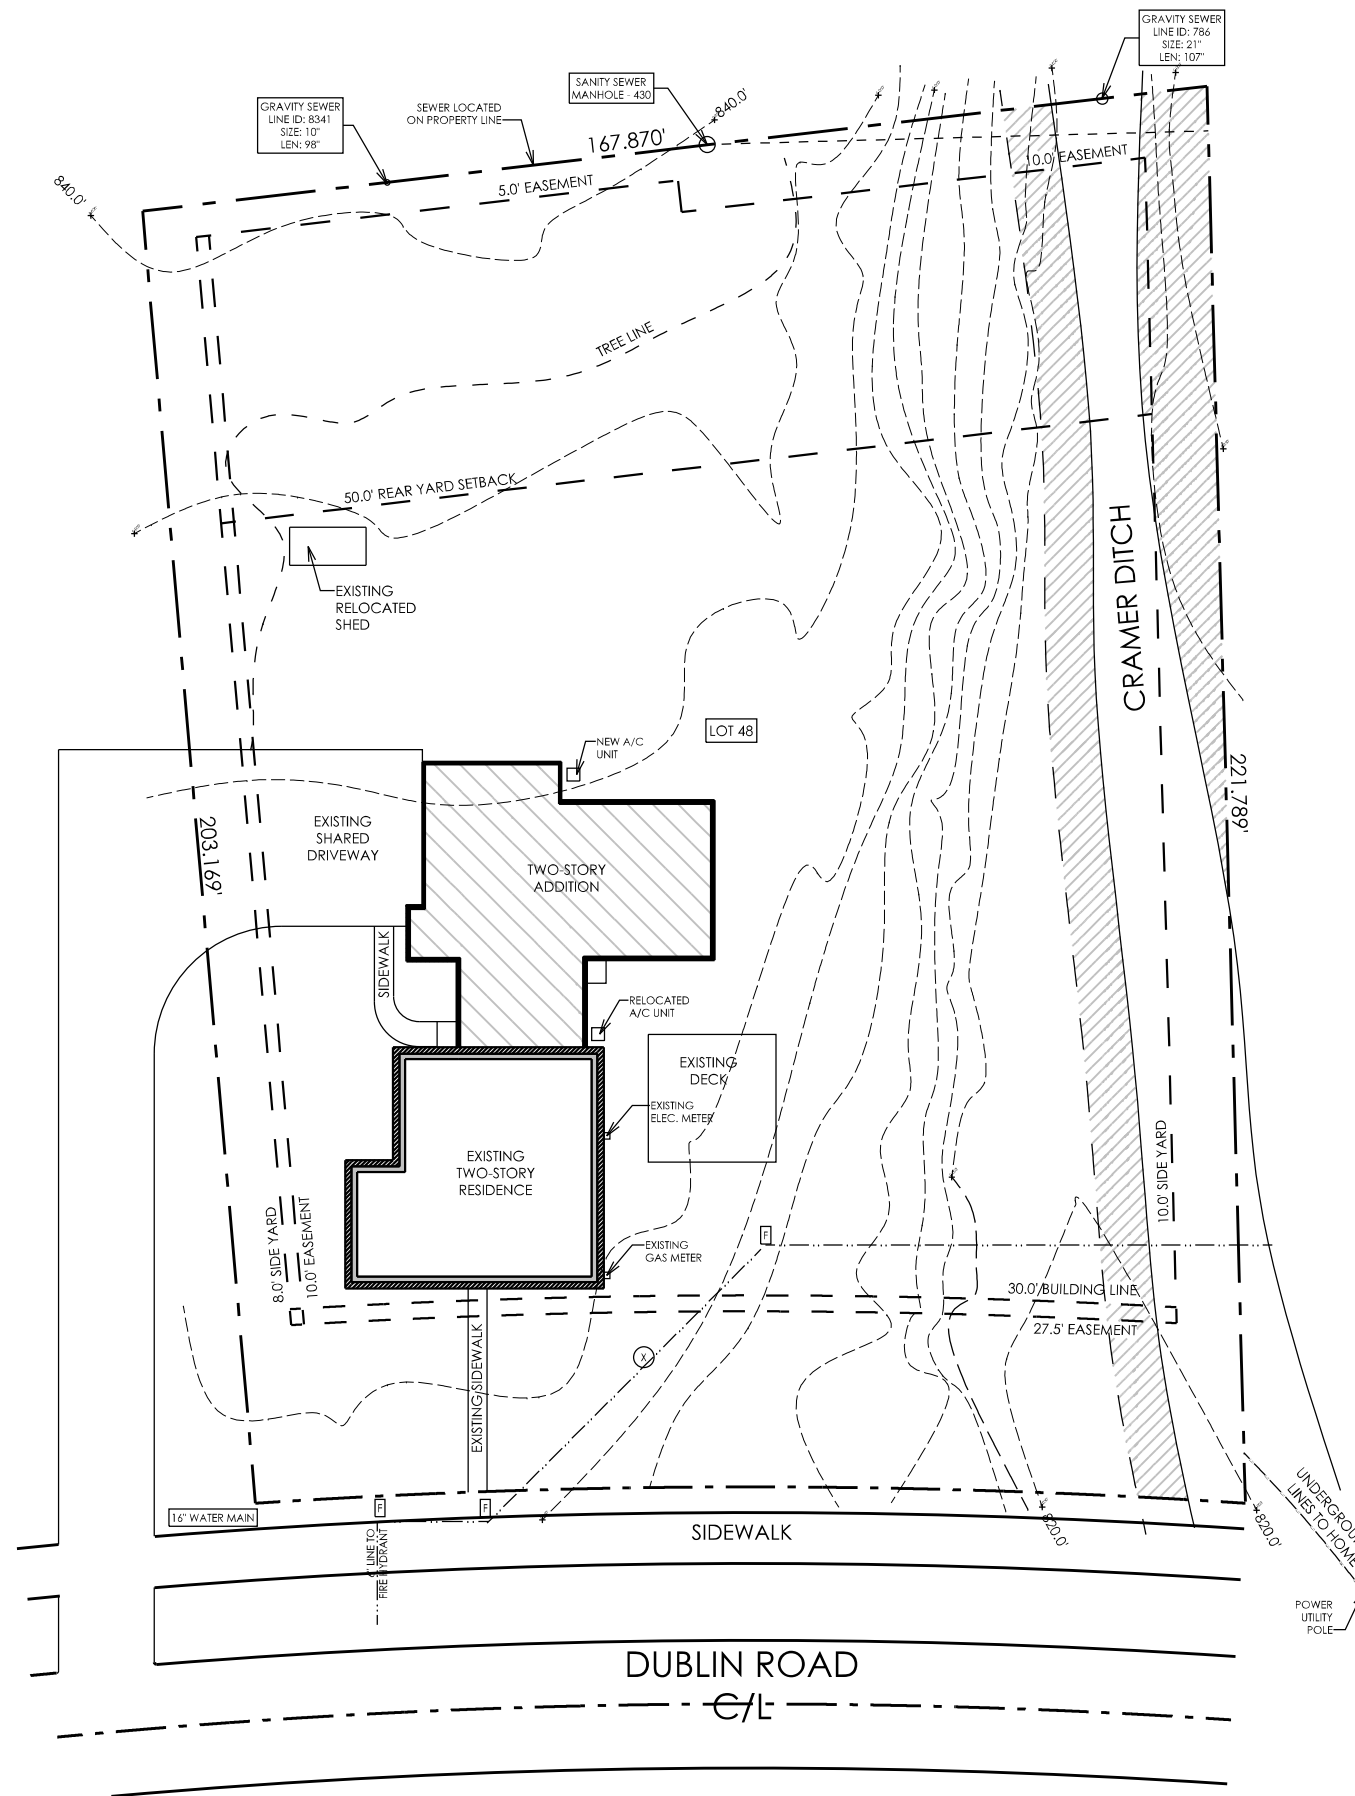 GRAVITY SEWER
LINE ID: 786
SIZE: 21"
LEN: 107"
SANITY SEWER
MANHOLE - 430
GRAVITY SEWER
LINE ID: 8341
SIZE: 10"
LEN: 98"
SEWER LOCATED
ON PROPERTY LINE
840.0'
167.870'
840.0'
5.0' EASEMENT
0.0' EASEMENT
TREE LINE
50.0' REAR YARD SETBACK
EXISTING
RELOCATED
SHED
CRAMER DITCH
LOT 48
NEW A/C
UNIT
221.789'
203.169'
EXISTING
SHARED
DRIVEWAY
TWO-STORY
ADDITION
SIDEWALK
RELOCATED
A/C UNIT
EXISTING
DECK
EXISTING
ELEC. METER
EXISTING
TWO-STORY
RESIDENCE
10.0' SIDE YARD
8.0' SIDE YARD
10.0' EASEMENT
F
EXISTING
GAS METER
30.0' BUILDING LINE
27.5' EASEMENT
X
EXISTING SIDEWALK
16" WATER MAIN
F
F
SIDEWALK
820.0'
820.0'
LINE TO
FIRE HYDRANT
LINES TO HOME
POWER
UTILITY
POLE
DUBLIN ROAD
C/L